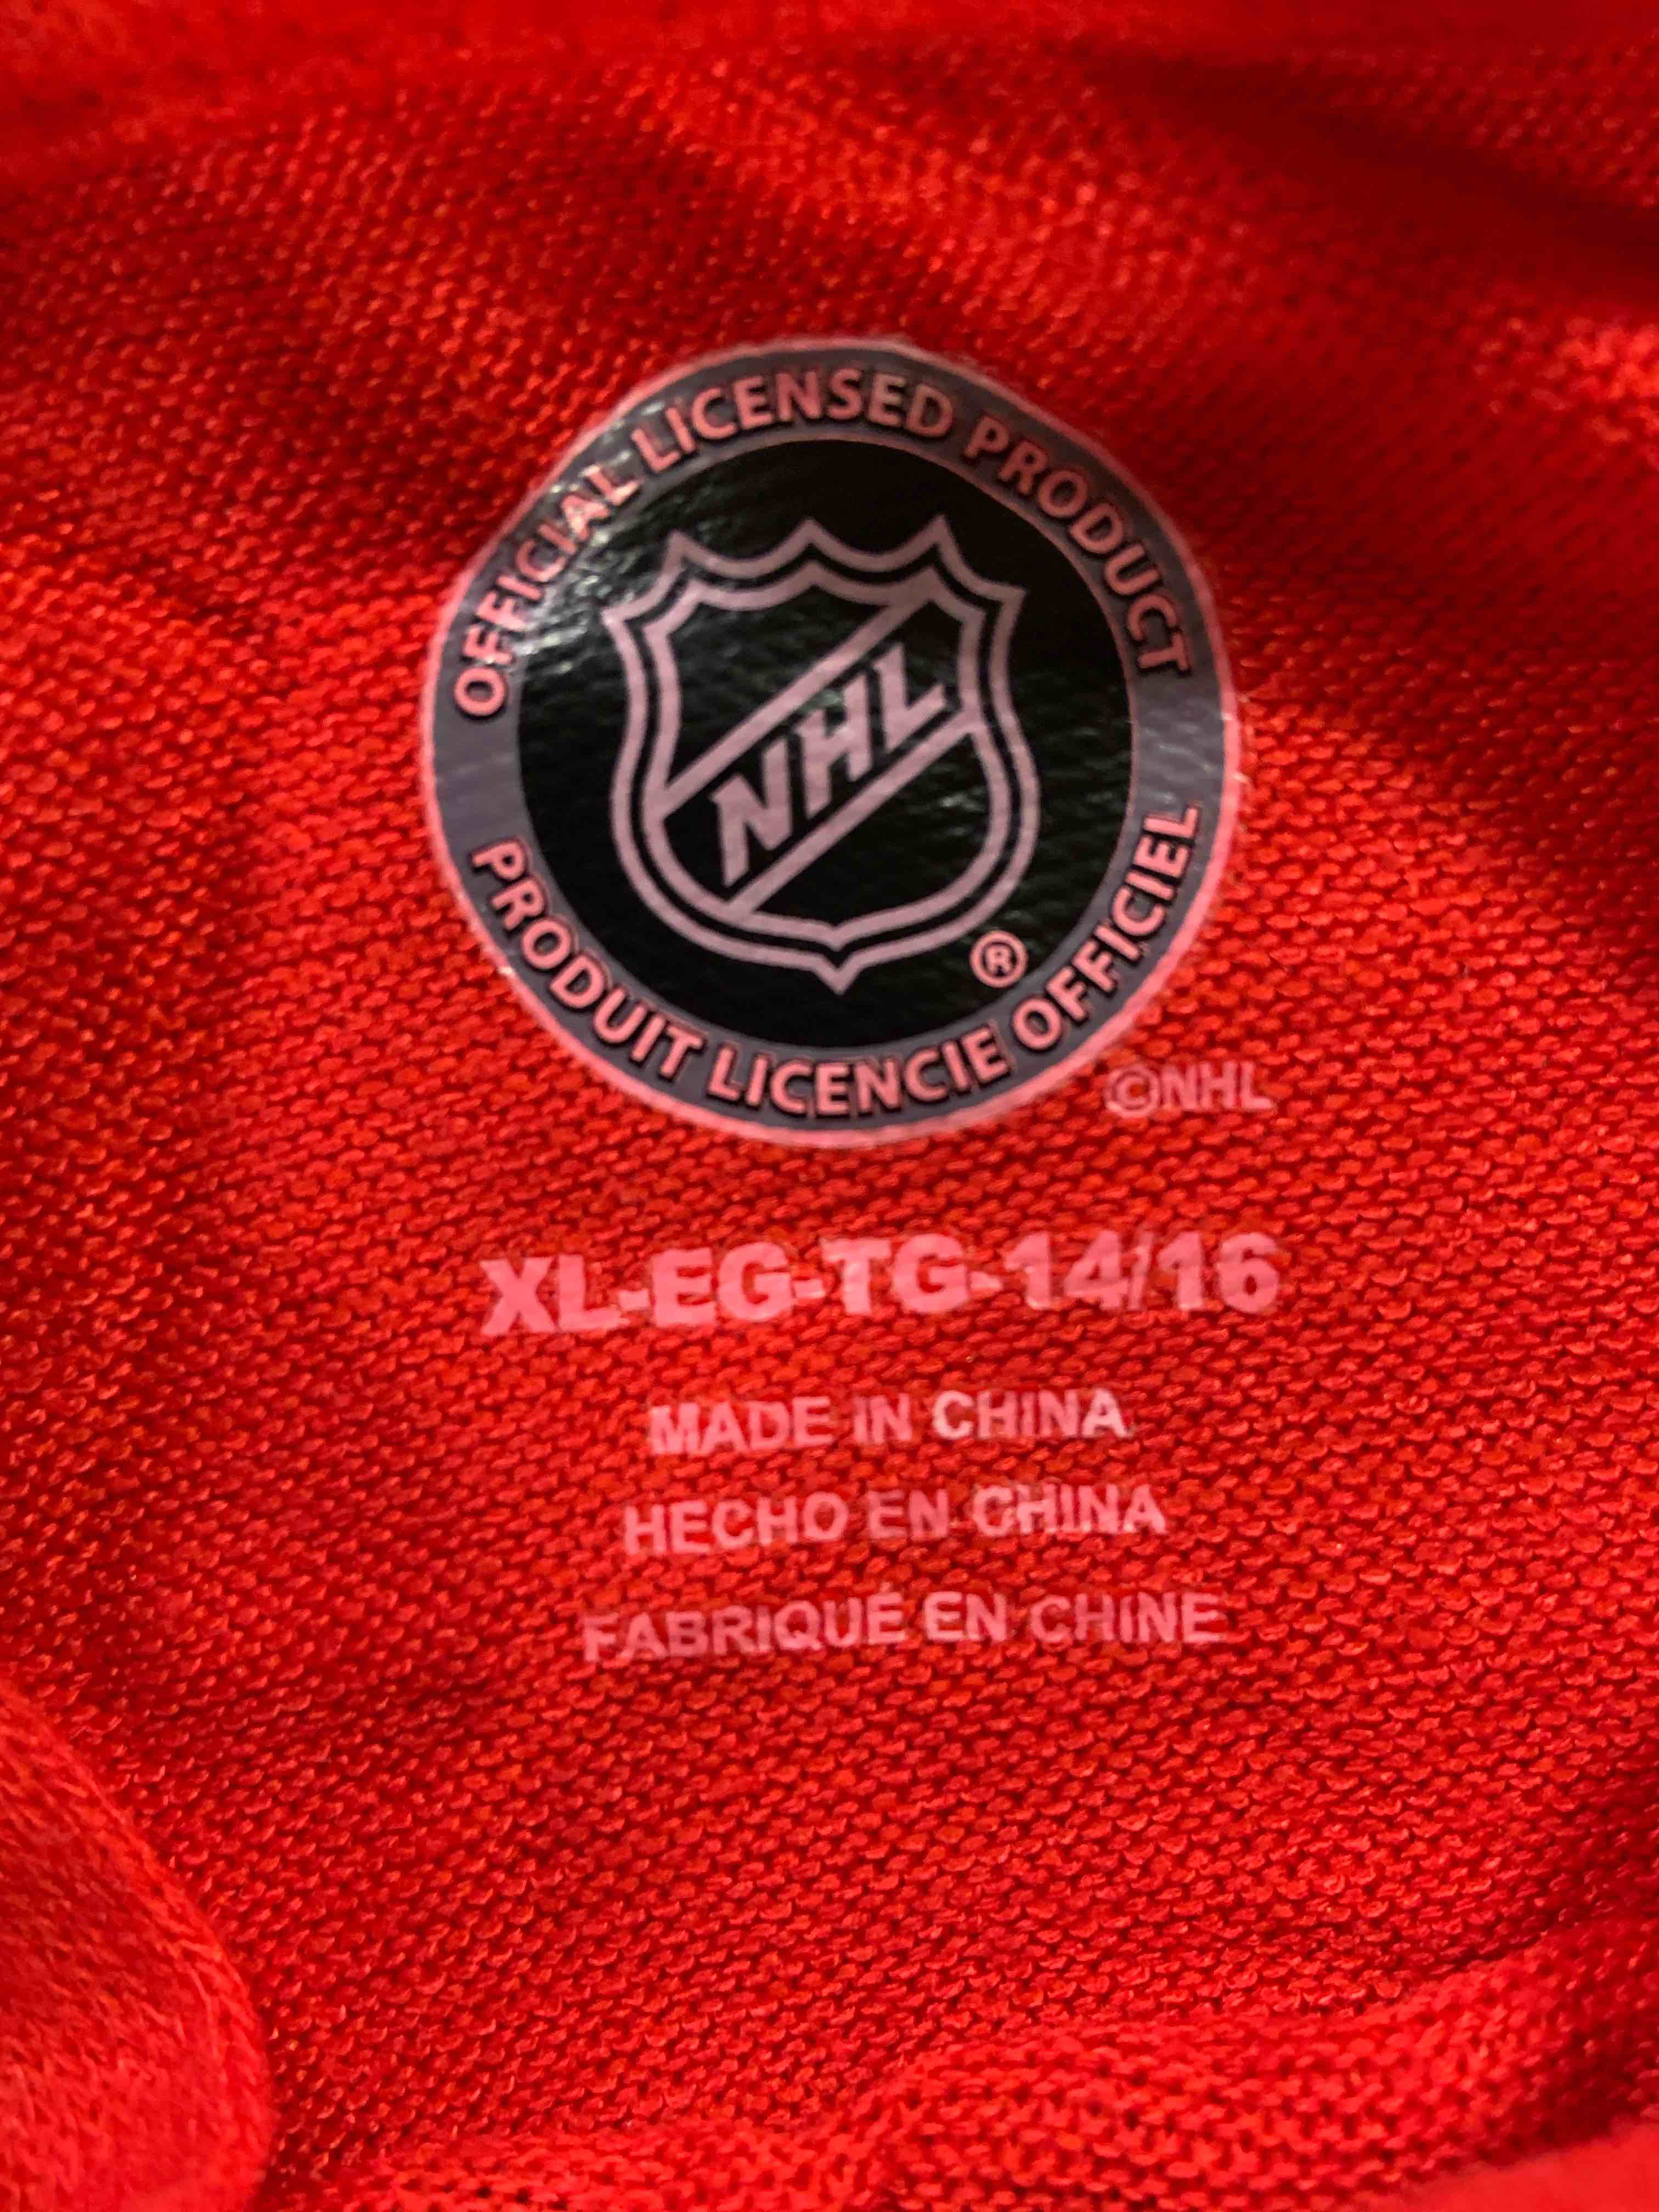 OFFICIAL LICENSED PRODUCT
NHL
®
PRODUIT LICENCIE OFFICIEL
©NHL
XL-EG-TG-14/16
MADE IN CHINA
HECHO EN CHINA
FABRIQUÉ EN CHINE